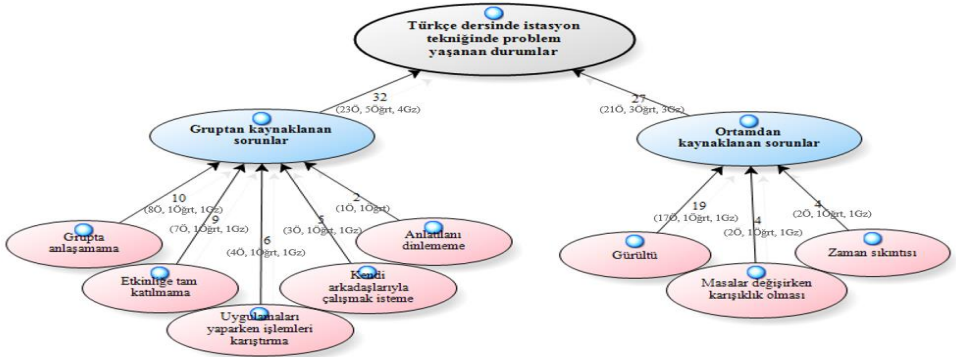 Türkçe dersinde istasyon
tekniğinde problem
yaşanan durumlar
32
(23Ö, 5Öğrt, 4Gz)
27
(21Ö, 3Öğrt, 3Gz)
Gruptan kaynaklanan
sorunlar
Ortamdan
kaynaklanan sorunlar
10
(8Ö, 1Öğrt, 1Gz)
9
(7Ö, 1Öğrt, 1Gz)
6
(4Ö, 1Öğrt, 1Gz)
5
(3Ö, 1Öğrt, 1Gz)
2
(1Ö, 1Öğrt)
19
(17Ö, 1Öğrt, 1Gz)
4
(2Ö, 1Öğrt, 1Gz)
4
(2Ö, 1Öğrt, 1Gz)
Grupta
anlaşamama
Etkinliğe tam
katılmama
Uygulamaları
yaparken işlemleri
karıştırma
Kendi
arkadaşlarıyla
çalışmak isteme
Anlatılanı
dinlememe
Gürültü
Masalar değişirken
karışıklık olması
Zaman sıkıntısı